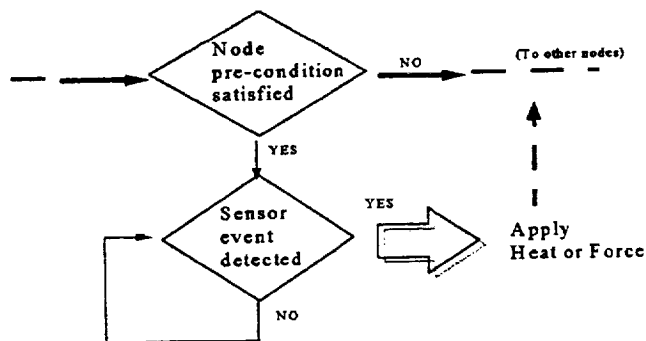 Node
pre-condition
satisfied
NO
(To other nodes)
YES
Sensor
event
detected
YES
Apply
Heat or Force
NO